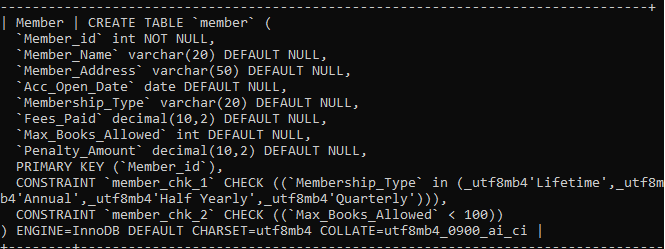 | Member | CREATE TABLE `member` (
`Member_id` int NOT NULL,
`Member_Name` varchar(20) DEFAULT NULL,
`Member_Address` varchar(50) DEFAULT NULL,
`Acc_Open_Date` date DEFAULT NULL,
`Membership_Type` varchar(20) DEFAULT NULL,
`Fees_Paid` decimal(10,2) DEFAULT NULL,
`Max_Books_Allowed` int DEFAULT NULL,
`Penalty_Amount` decimal(10,2) DEFAULT NULL,
PRIMARY KEY (`Member_id`),
CONSTRAINT `member_chk_1` CHECK ((`Membership_Type` in (_utf8mb4'Lifetime',_utf8m
b4'Annual',_utf8mb4'Half Yearly',_utf8mb4'Quarterly'))),
CONSTRAINT `member_chk_2` CHECK ((`Max_Books_Allowed` < 100))
) ENGINE=InnoDB DEFAULT CHARSET=utf8mb4 COLLATE=utf8mb4_0900_ai_ci |